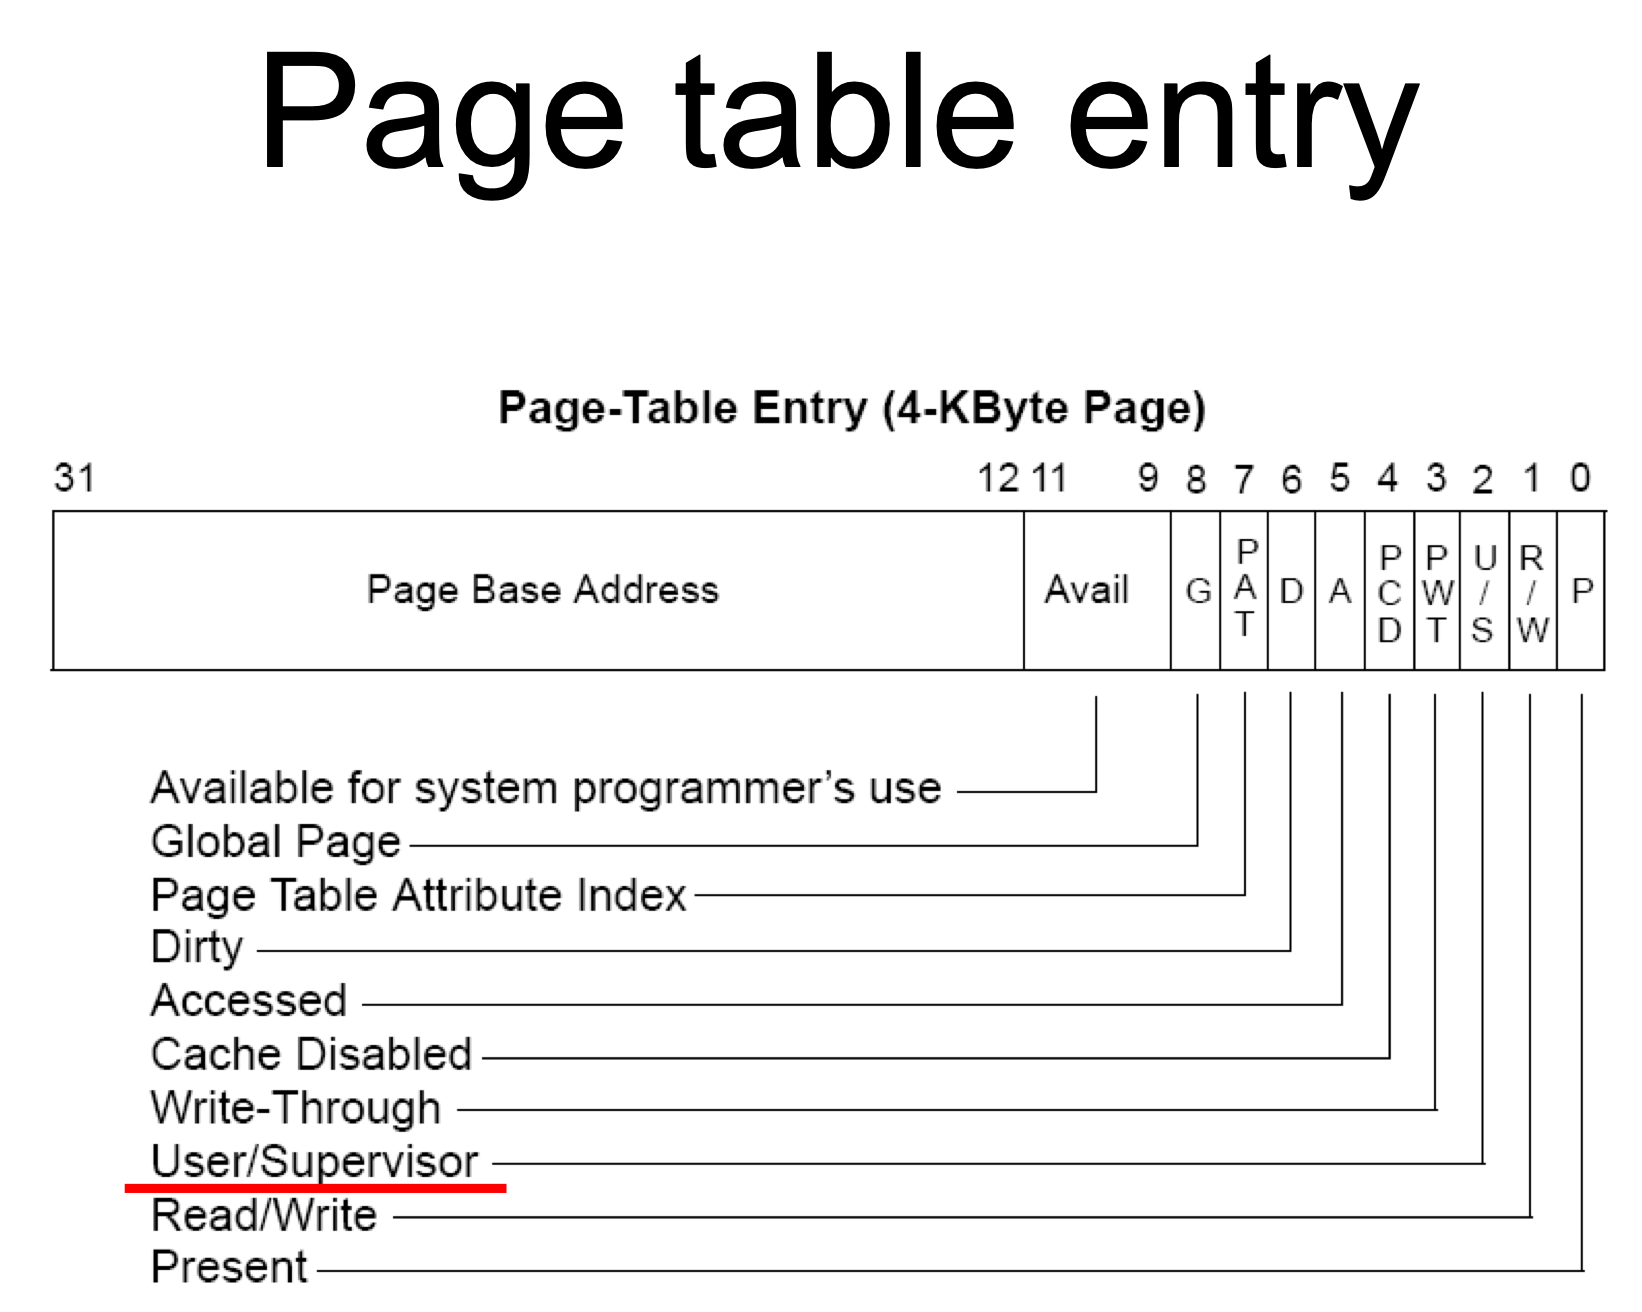 Page table entry
Page-Table Entry (4-KByte Page)
31 12 11 9 8 7 6 5 4 3 2 1 0
Page Base Address Avail G PAT D A PCD PWT U/S R/W P
Available for system programmer’s use
Global Page
Page Table Attribute Index
Dirty
Accessed
Cache Disabled
Write-Through
User/Supervisor
Read/Write
Present